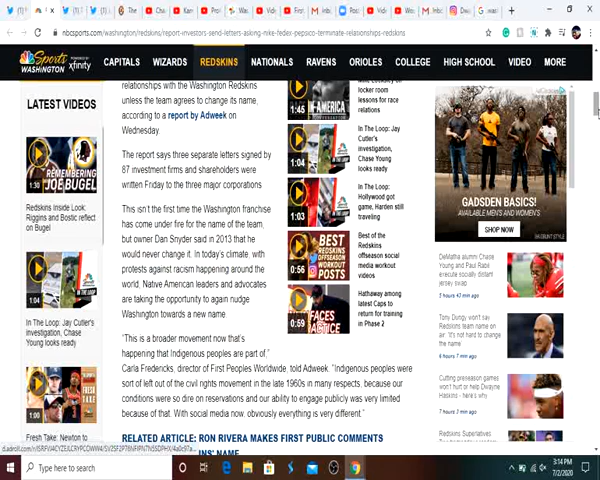 nbcsports.com/washington/redskins/report-investors-send-letters-asking-nike-fedex-pepsico-terminate-relationships-redskins
NBC Sports WASHINGTON
POWERED BY xfinity
CAPITALS WIZARDS REDSKINS NATIONALS RAVENS ORIOLES COLLEGE HIGH SCHOOL VIDEO MORE
LATEST VIDEOS
REMEMBERING JOE BUGEL
1:30
Redskins Inside Look:
Riggins and Bostic reflect
on Bugel
1:04
In The Loop: Jay Cutler's
investigation, Chase
Young looks ready
FRESH TAKE
1:00
Fresh Take: Newton to
relationships with the Washington Redskins
unless the team agrees to change its name,
according to a report by Adweek on
Wednesday.
The report says three separate letters signed by
87 investment firms and shareholders were
written Friday to the three major corporations
This isn't the first time the Washington franchise
has come under fire for the name of the team,
but owner Dan Snyder said in 2013 that he
would never change it. In today's climate, with
protests against racism happening around the
world, Native American leaders and advocates
are taking the opportunity to again nudge
Washington towards a new name.
"This is a broader movement now that's
happening that Indigenous peoples are part of,"
Carla Fredericks, director of First Peoples Worldwide, told Adweek. "Indigenous peoples were
sort of left out of the civil rights movement in the late 1960s in many respects, because our
conditions were so dire on reservations and our ability to engage publicly was very limited
because of that. With social media now, obviously everything is very different."
RELATED ARTICLE: RON RIVERA MAKES FIRST PUBLIC COMMENTS
INS' NAME
1:45
locker room
lessons for race
relations
1:04
In The Loop: Jay
Cutler's
investigation,
Chase Young
looks ready
1:03
In The Loop:
Hollywood got
game, Harden still
traveling
BEST REDSKINS OFFSEASON WORKOUT POSTS
0:56
Best of the
Redskins
offseason social
media workout
videos
0:59
Hathaway among
latest Caps to
return for training
in Phase 2
GADSDEN BASICS!
AVAILABLE MEN'S AND WOMEN'S
SHOP NOW
DeMatha alumni Chase
Young and Paul Rabil
execute socially distant
jersey swap
Tony Dungy won't say
Redskins team name on
air: 'It's not hard to
change the name'
Cutting preseason games
won't hurt or help Dwayne
Haskins - here's why
Redskins Superlatives
Type here to search
3:14 PM
7/2/2020